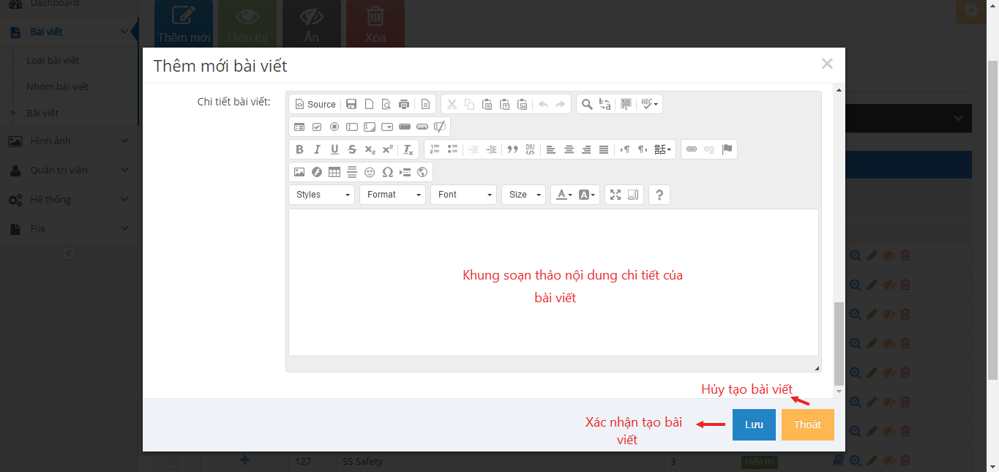 Dashboard
Bài viết
Loại bài viết
Nhóm bài viết
Bài viết
Hình ảnh
Quản trị viên
Hệ thống
File
Thêm mới
Hiển thị
Ẩn
Xóa
Thêm mới bài viết
Chi tiết bài viết:
Source
Styles
Format
Font
Size
Khung soạn thảo nội dung chi tiết của
bài viết
Hủy tạo bài viết
Xác nhận tạo bài
viết
Lưu
Thoát
127 SS Safety 3 Hiển thị